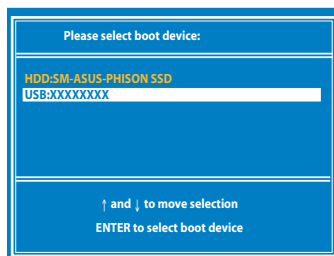 Please select boot device:
HDD:SM-ASUS-PHISON SSD
USB:XXXXXXXX
↑ and ↓ to move selection
ENTER to select boot device